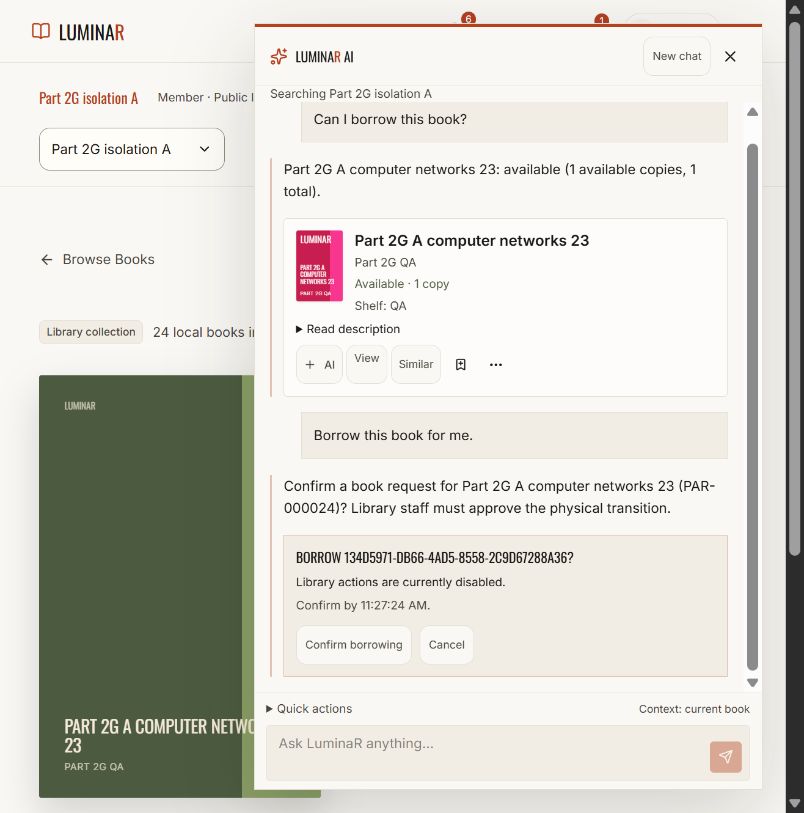 LUMINAR
6
1
Part 2G isolation A
Member · Public l
Part 2G isolation A
Browse Books
Library collection
24 local books i
LUMINAR
PART 2G A COMPUTER NETWO
23
PART 2G QA
LUMINAR AI
New chat
Searching Part 2G isolation A
Can I borrow this book?
Part 2G A computer networks 23: available (1 available copies, 1
total).
LUMINAR
PART 2G A
COMPUTER
NETWORKS 23
PART 2G QA
Part 2G A computer networks 23
Part 2G QA
Available · 1 copy
Shelf: QA
Read description
+ AI
View
Similar
Borrow this book for me.
Confirm a book request for Part 2G A computer networks 23 (PAR-
000024)? Library staff must approve the physical transition.
BORROW 134D5971-DB66-4AD5-8558-2C9D67288A36?
Library actions are currently disabled.
Confirm by 11:27:24 AM.
Confirm borrowing
Cancel
Quick actions
Context: current book
Ask LuminaR anything...